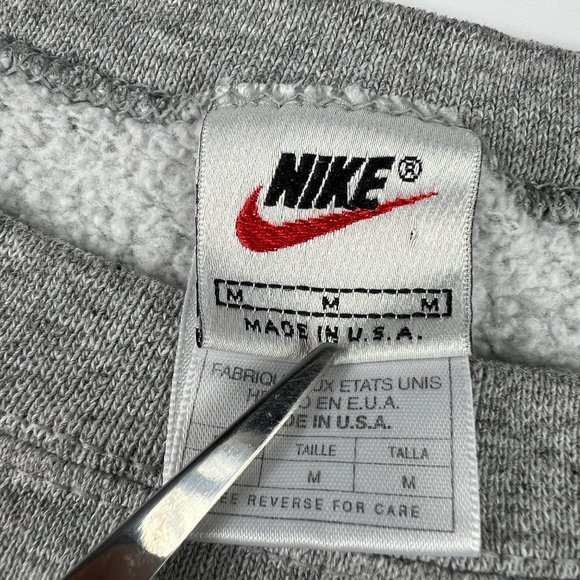 NIKE®
M M M
MADE IN U.S.A.
ETATS UNIS
EN E.U.A.
IN U.S.A.
TAILLE TALLA
M M
REVERSE FOR CARE